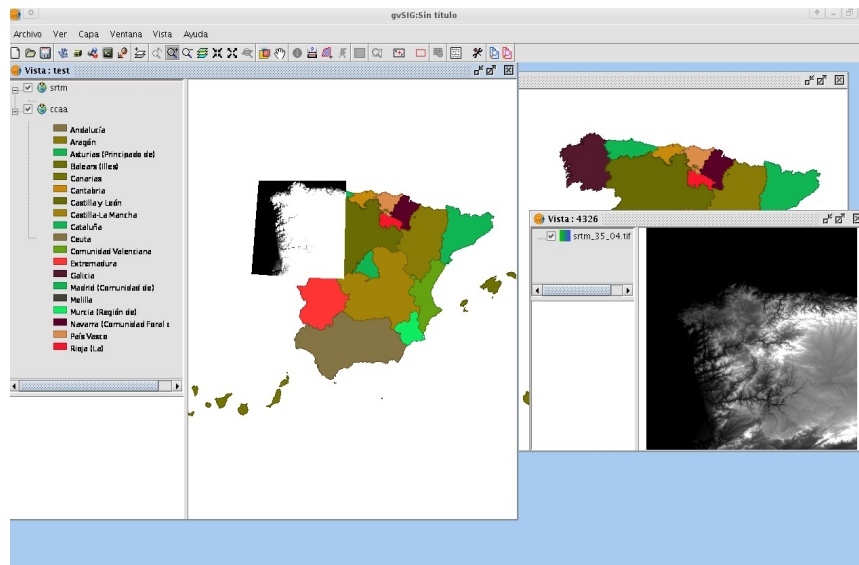 gvSIG:Sin título
Archivo Ver Capa Ventana Vista Ayuda
Vista : test
srtm
ccaa
Andalucía
Aragón
Asturias (Principado de)
Balears (Illes)
Canarias
Cantabria
Castilla y León
Castilla-La Mancha
Cataluña
Ceuta
Comunidad Valenciana
Extremadura
Galicia
Madrid (Comunidad de)
Melilla
Murcia (Región de)
Navarra (Comunidad Foral
País Vasco
Rioja (La)
Vista : 4326
srtm_35_04.tif